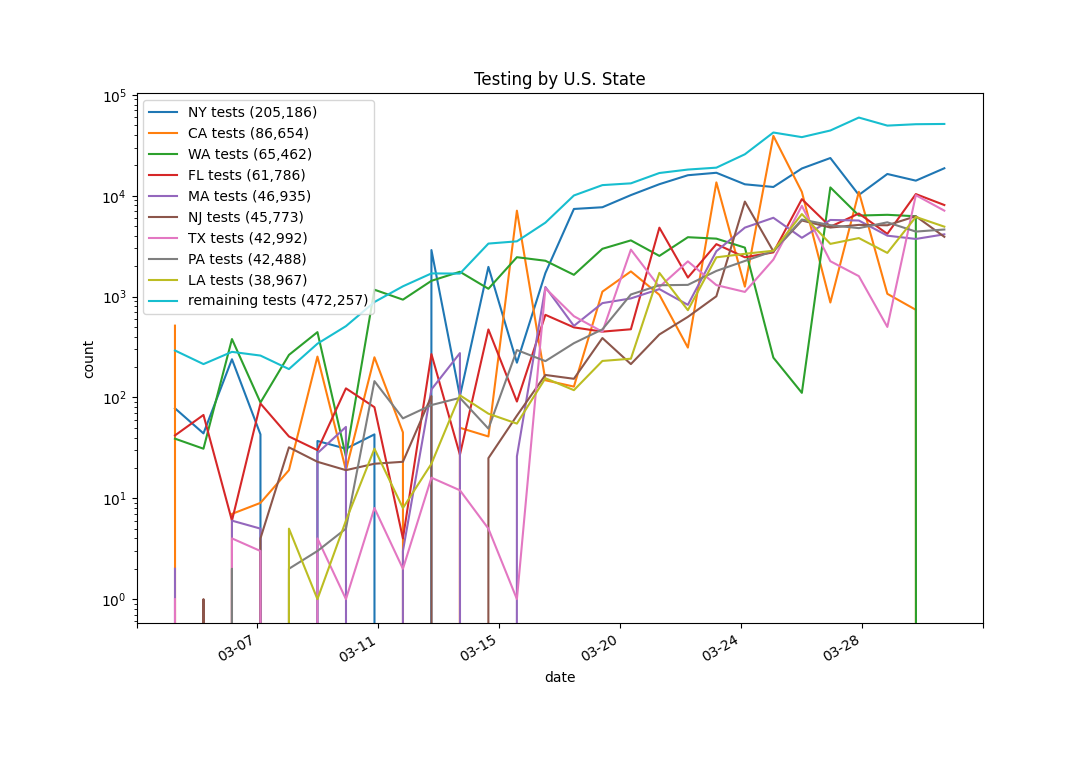 Testing by U.S. State
10^5
10^4
10^3
10^2
10^1
10^0
count
NY tests (205,186)
CA tests (86,654)
WA tests (65,462)
FL tests (61,786)
MA tests (46,935)
NJ tests (45,773)
TX tests (42,992)
PA tests (42,488)
LA tests (38,967)
remaining tests (472,257)
03-07
03-11
03-15
03-20
03-24
03-28
date